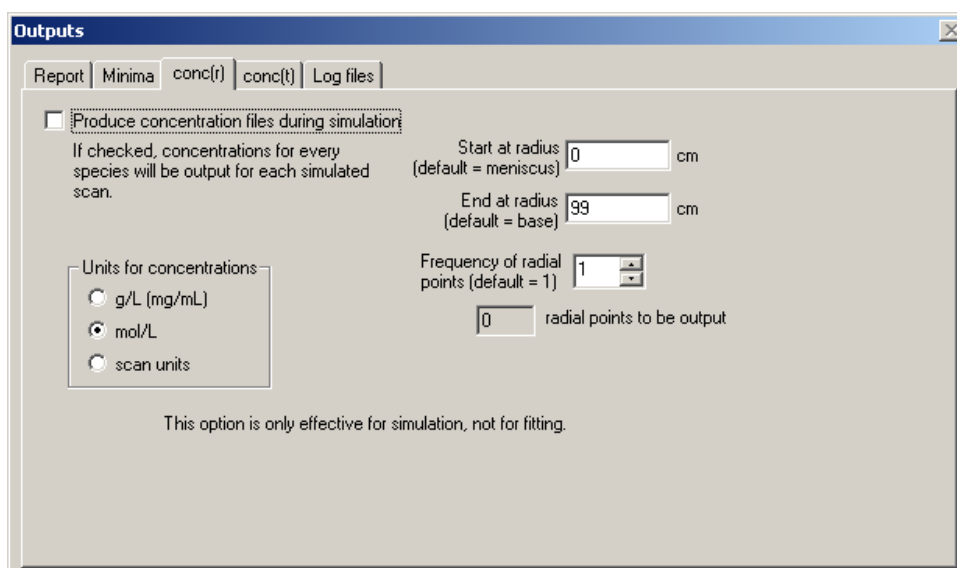 Outputs
Report Minima conc(r) conc(t) Log files
Produce concentration files during simulation
If checked, concentrations for every
species will be output for each simulated
scan.
Start at radius
(default = meniscus)
0 cm
End at radius
(default = base)
99 cm
Units for concentrations
g/L (mg/mL)
mol/L
scan units
Frequency of radial
points (default = 1)
1
0 radial points to be output
This option is only effective for simulation, not for fitting.